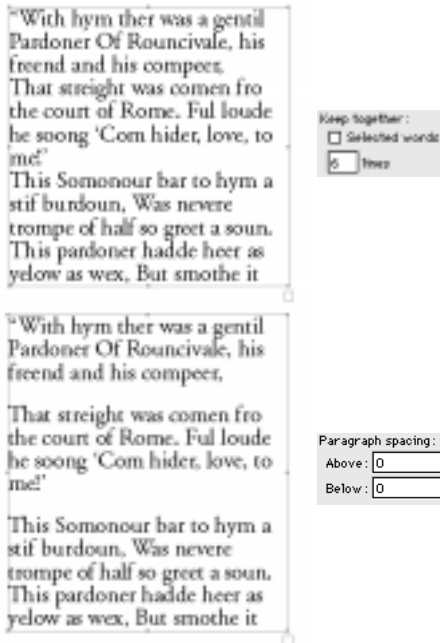 “With hym ther was a gentil
Pardoner Of Rouncivale, his
freend and his compeer,
That streight was comen fro
the court of Rome. Ful loude
he soong ‘Com hider, love, to
me!’
This Somonour bar to hym a
stif burdoun, Was nevere
trompe of half so greet a soun.
This pardoner hadde heer as
yelow as wex, But smothe it
Keep together:
Selected words
6 lines
“With hym ther was a gentil
Pardoner Of Rouncivale, his
freend and his compeer,
That streight was comen fro
the court of Rome. Ful loude
he soong ‘Com hider, love, to
me!’
This Somonour bar to hym a
stif burdoun, Was nevere
trompe of half so greet a soun.
This pardoner hadde heer as
yelow as wex, But smothe it
Paragraph spacing:
Above: 0
Below: 0